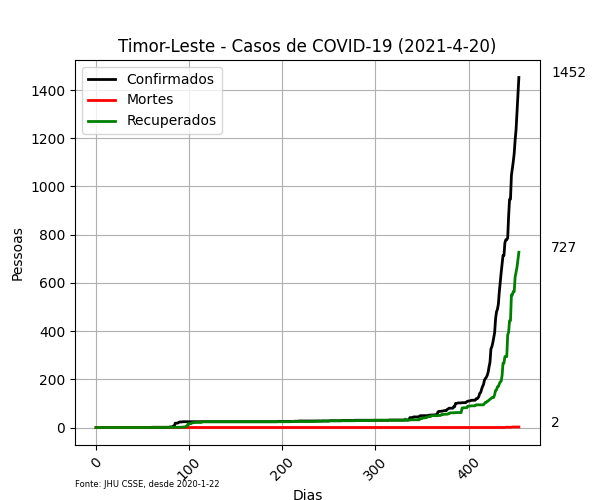 Timor-Leste - Casos de COVID-19 (2021-4-20)
Confirmados
Mortes
Recuperados
1452
727
2
Pessoas
1400
1200
1000
800
600
400
200
0
0
100
200
300
400
Fonte: JHU CSSE, desde 2020-1-22
Dias